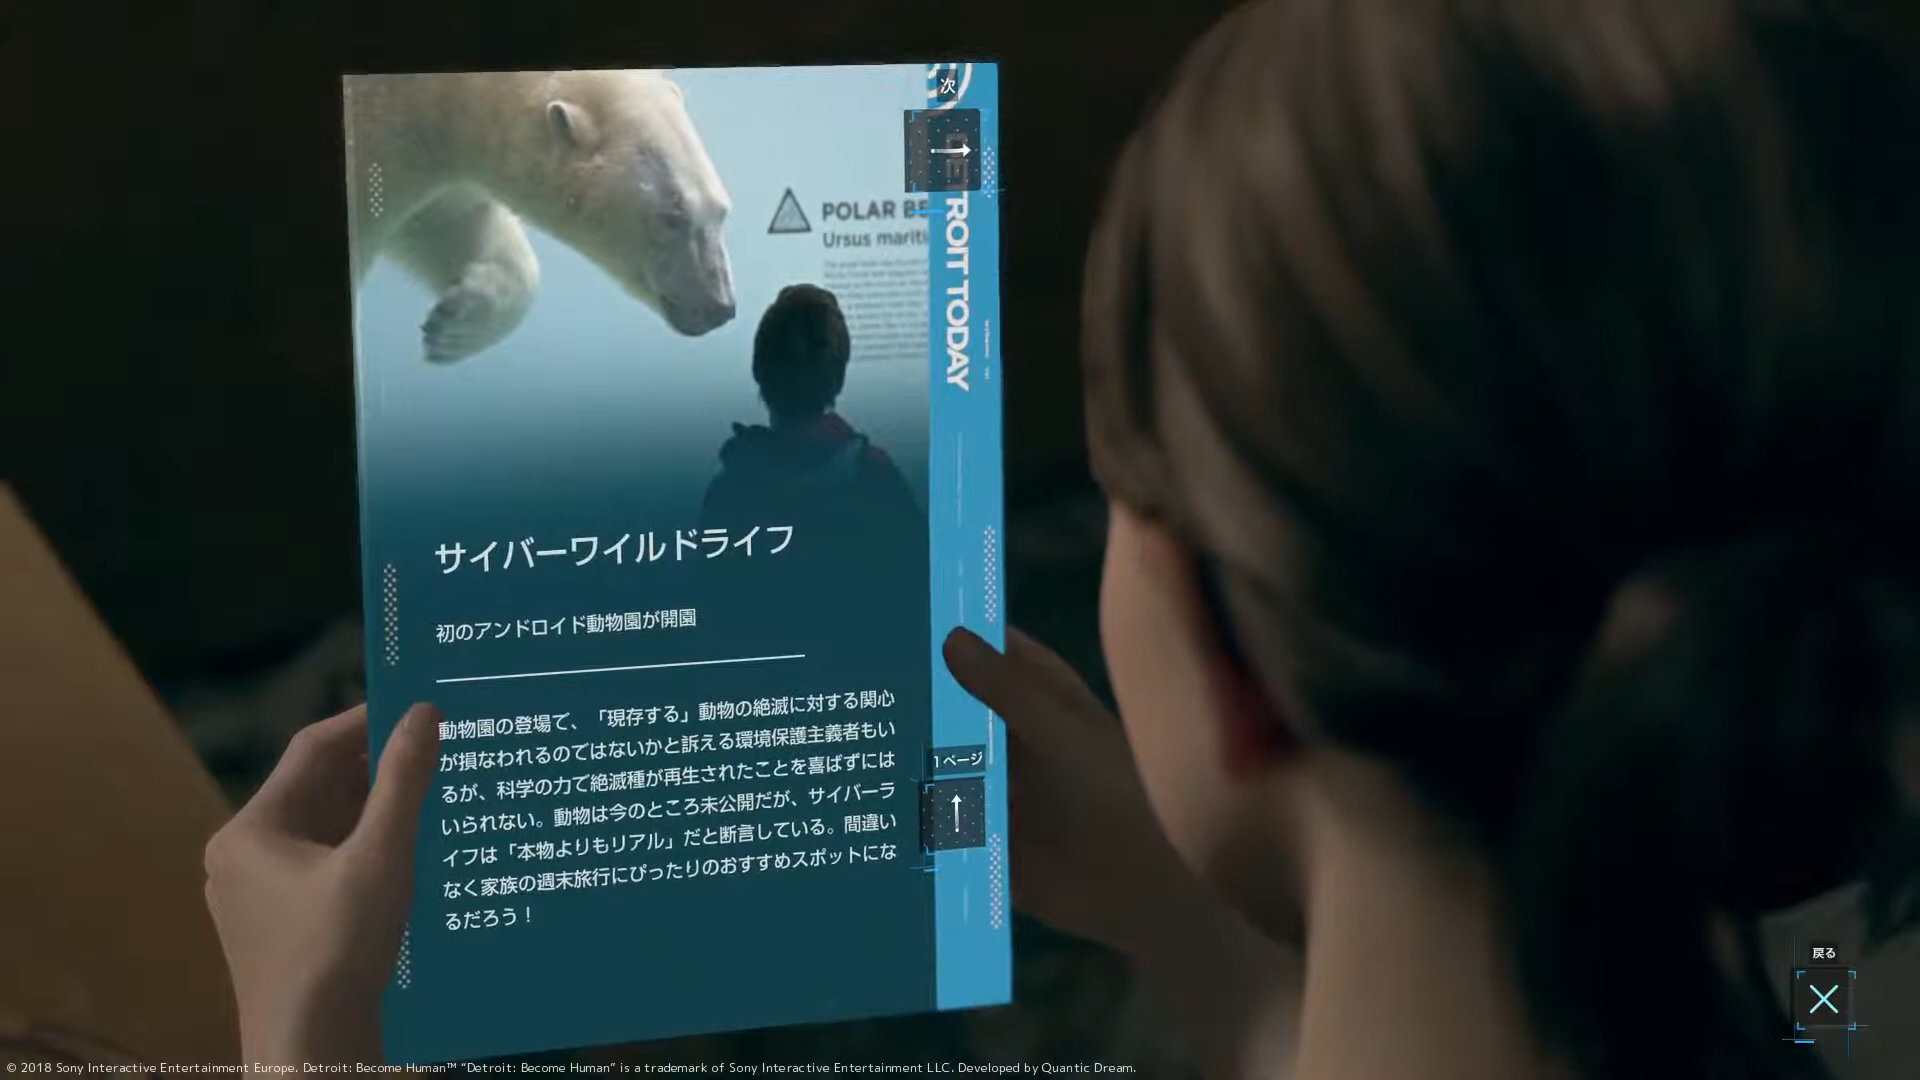 次
POLAR
Ursus
ROIT TODAY
サイバーワイルドライフ
初のアンドロイド動物園が開園
動物園の登場で、「現存する」動物の絶滅に対する関心
が損なわれるのではないかと訴える環境保護主義者もい
るが、科学の力で絶滅種が再生されたことを喜ばずには
いられない。動物は今のところ未公開だが、サイバーラ
イフは「本物よりもリアル」だと断言している。間違い
なく家族の週末旅行にぴったりのおすすめスポットにな
るだろう！
1ページ
戻る
© 2018 Sony Interactive Entertainment Europe. Detroit: Become Human™ “Detroit: Become Human” is a trademark of Sony Interactive Entertainment LLC. Developed by Quantic Dream.